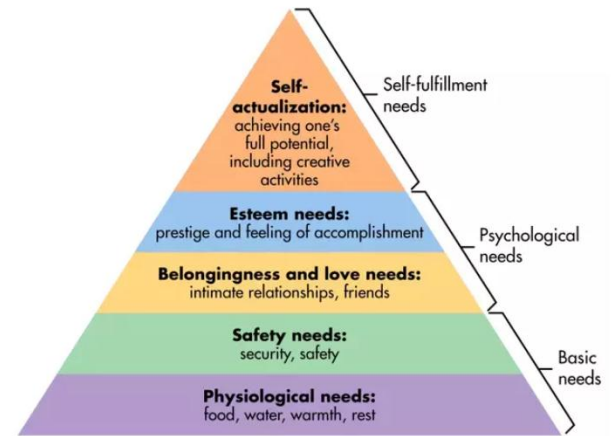 Self-
actualization:
achieving one's
full potential,
including creative
activities
Self-fulfillment
needs
Esteem needs:
prestige and feeling of accomplishment
Psychological
needs
Belongingness and love needs:
intimate relationships, friends
Safety needs:
security, safety
Basic
needs
Physiological needs:
food, water, warmth, rest